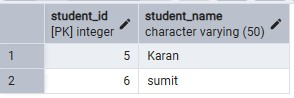 student_id student_name
[PK] integer character varying (50)
1 5 Karan
2 6 sumit